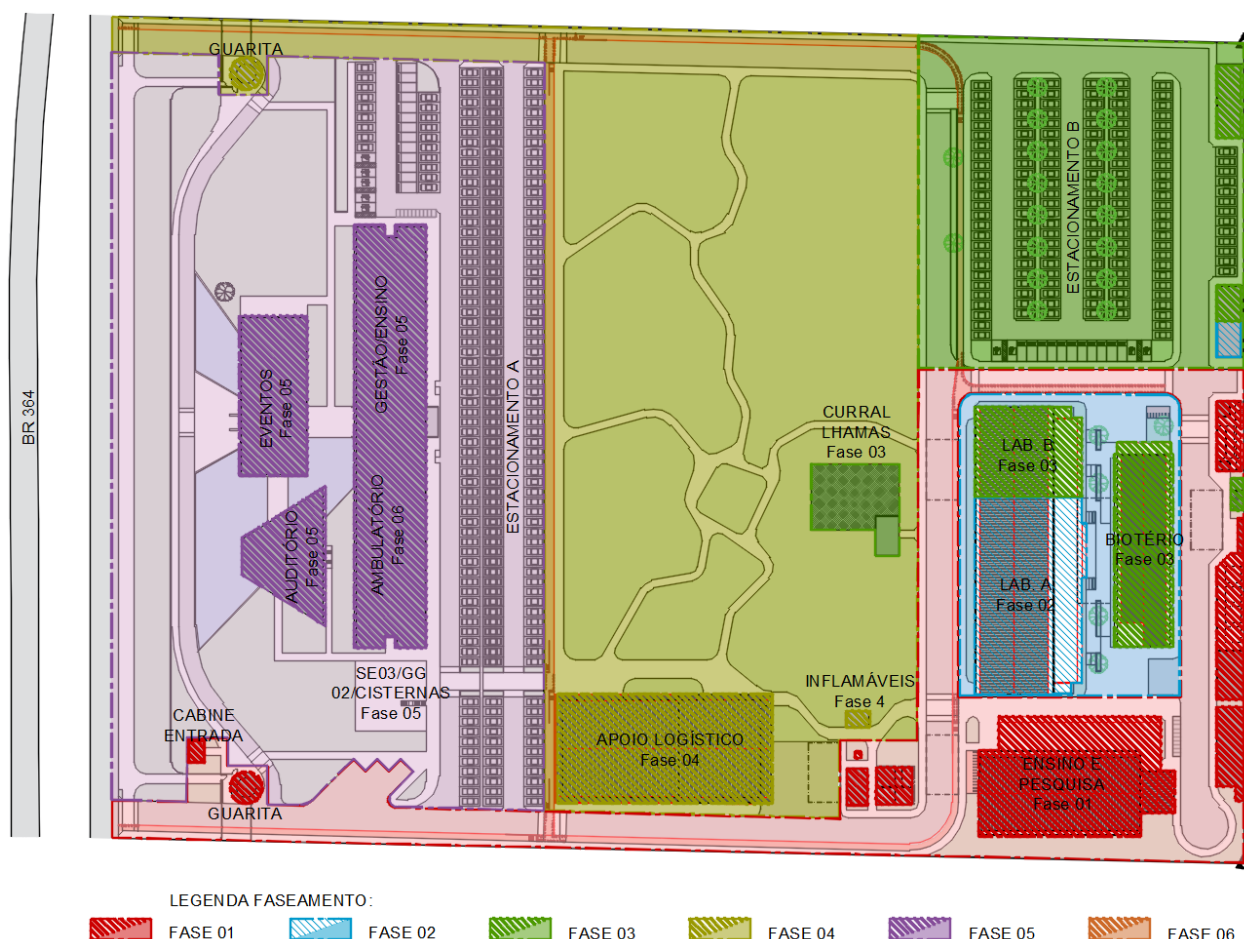 GUARITA
BR 364
EVENTOS
Fase 05
AUDITÓRIO
Fase 05
GESTÃO/ENSINO
Fase 05
AMBULATÓRIO
Fase 06
ESTACIONAMENTO A
ESTACIONAMENTO B
CURRAL
LHAMAS
Fase 03
LAB. B
Fase 03
BIOTÉRIO
Fase 03
LAB. A
Fase 02
SE03/GG
02/CISTERNAS
Fase 05
INFLAMÁVEIS
Fase 4
CABINE
ENTRADA
APOIO LOGÍSTICO
Fase 04
ENSINO E
PESQUISA
Fase 01
GUARITA
LEGENDA FASEAMENTO:
FASE 01
FASE 02
FASE 03
FASE 04
FASE 05
FASE 06